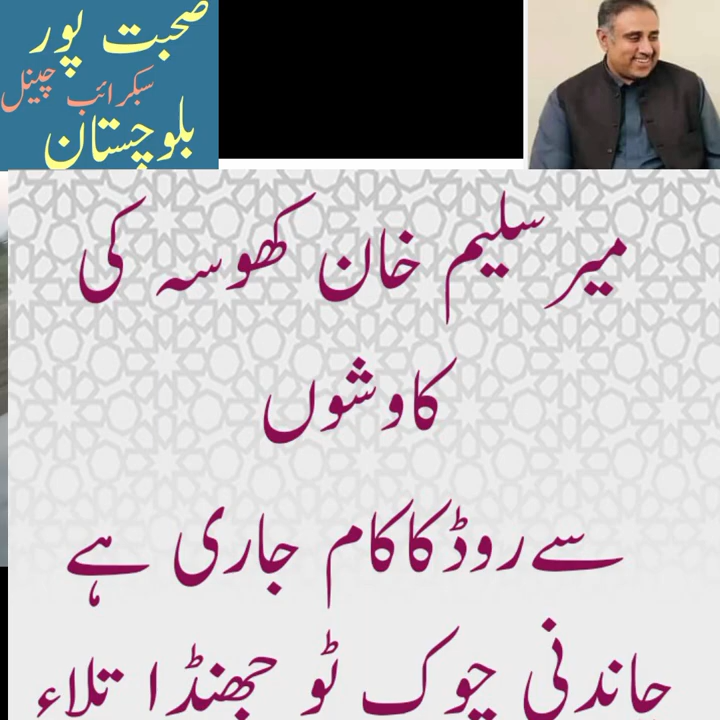 صحبت پور
سبکرائب چینل
بلوچستان
میر سلیم خان کھوسہ کی
کاوشوں
سے روڈ کا کام جاری ہے
چاندنی چوک ٹو جھنڈا تلاء